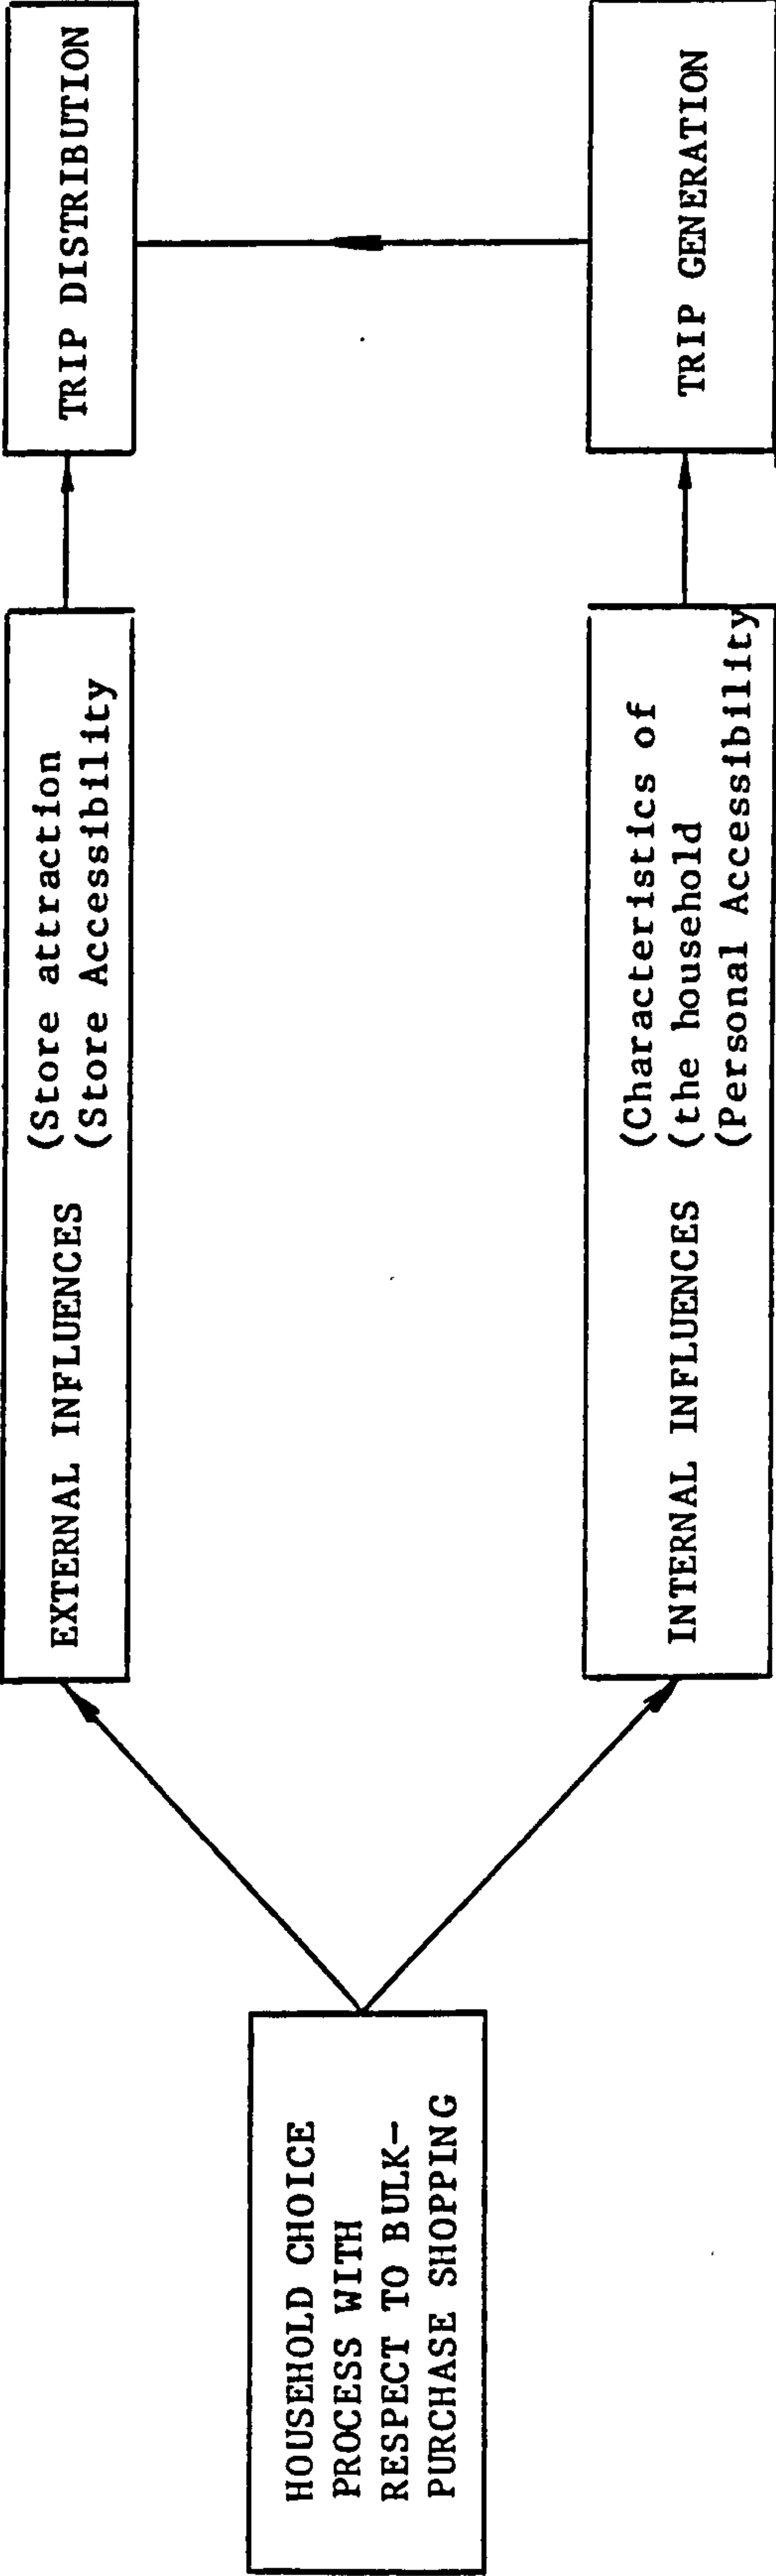 HOUSEHOLD CHOICE
PROCESS WITH
RESPECT TO BULK-
PURCHASE SHOPPING
EXTERNAL INFLUENCES
(Store attraction
(Store Accessibility
TRIP DISTRIBUTION
INTERNAL INFLUENCES
(Characteristics of
(the household
(Personal Accessibility
TRIP GENERATION